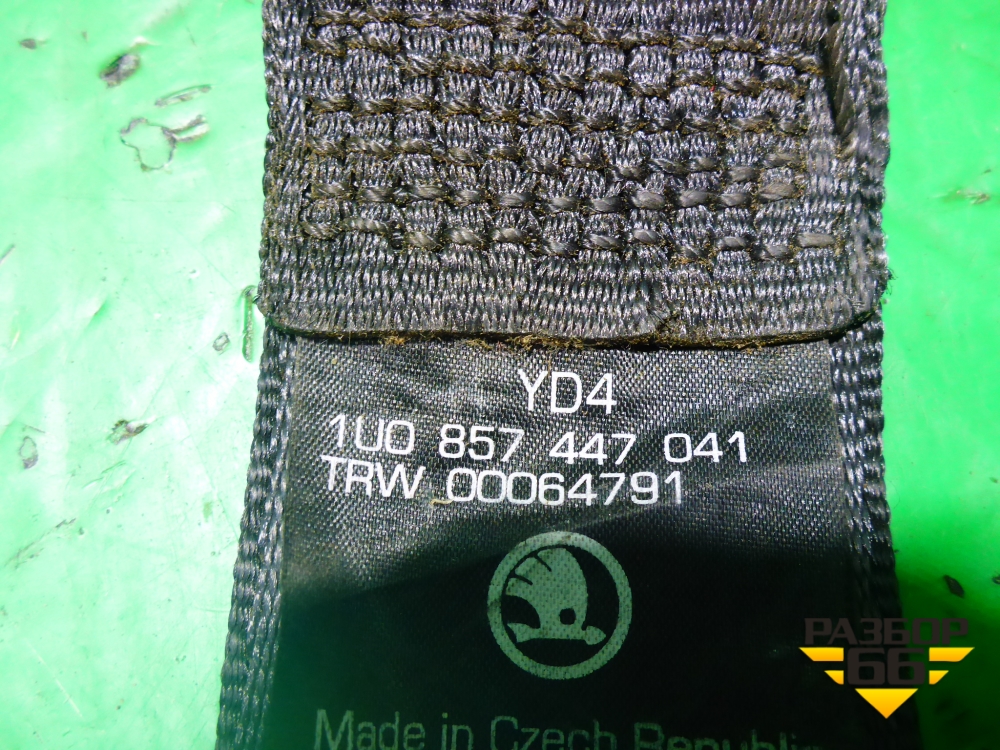 YD4
1U0 857 447 041
TRW 00064791
Made in Czech Republic
РАЗБОР
66